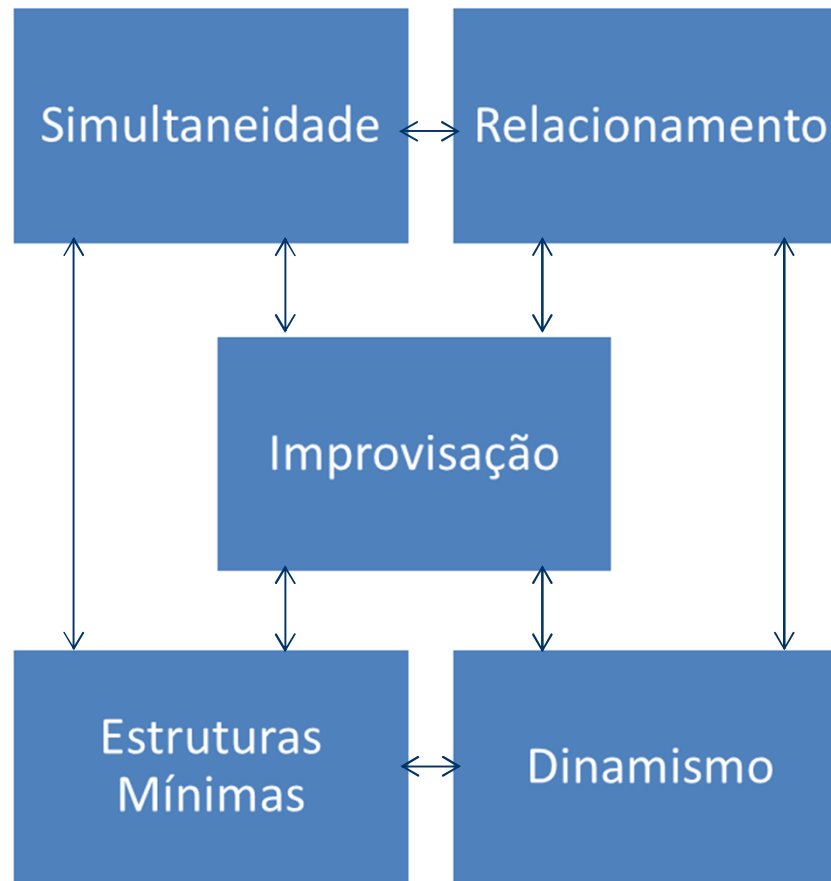 Simultaneidade
Relacionamento
Improvisação
Estruturas
Mínimas
Dinamismo